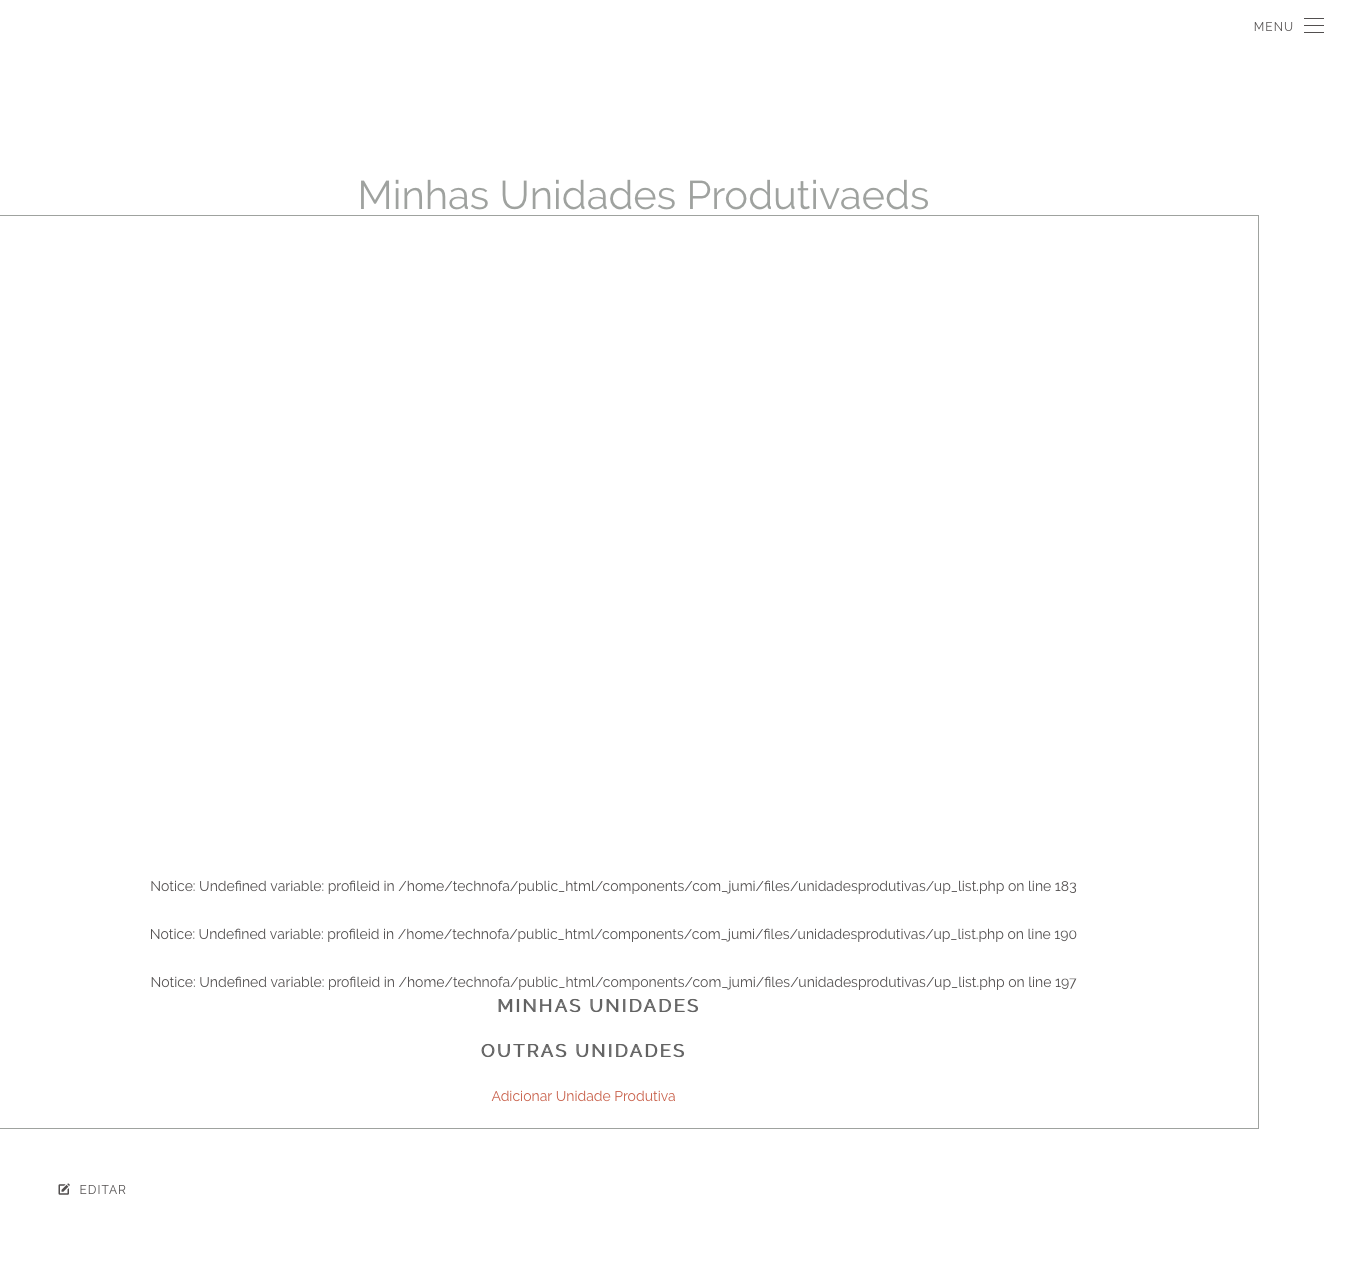 MENU
Minhas Unidades Produtivaeds
Notice: Undefined variable: profileid in /home/technofa/public_html/components/com_jumi/files/unidadesprodutivas/up_list.php on line 183
Notice: Undefined variable: profileid in /home/technofa/public_html/components/com_jumi/files/unidadesprodutivas/up_list.php on line 190
Notice: Undefined variable: profileid in /home/technofa/public_html/components/com_jumi/files/unidadesprodutivas/up_list.php on line 197
MINHAS UNIDADES
OUTRAS UNIDADES
Adicionar Unidade Produtiva
EDITAR